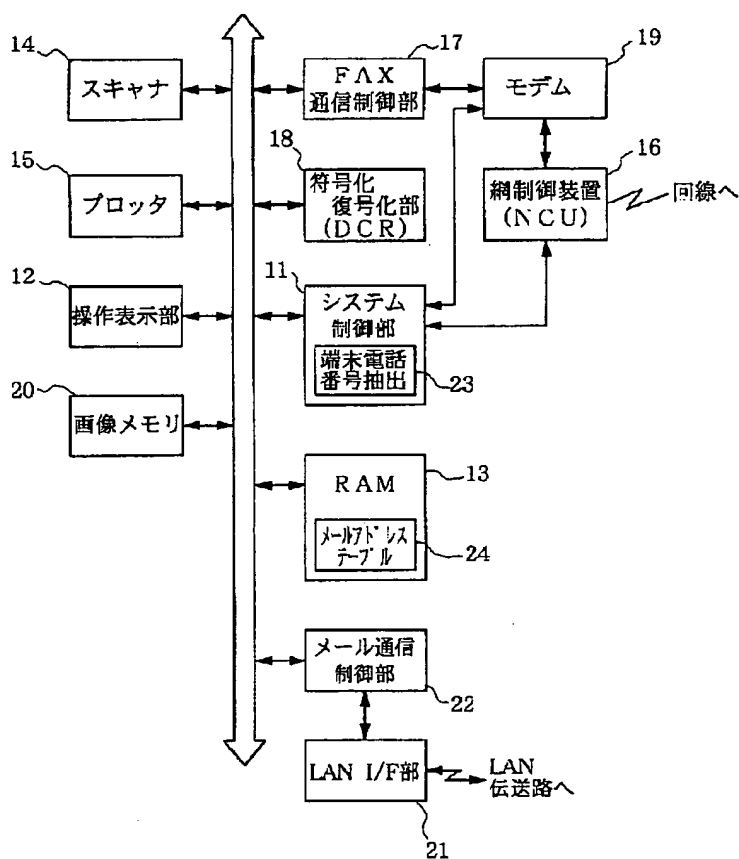 14
スキャナ
15
プロッタ
12
操作表示部
20
画像メモリ
17
FAX
通信制御部
19
モデム
18
符号化
復号化部
(DCR)
16
網制御装置
(NCU)
回線へ
11
システム
制御部
端末電話
番号抽出
23
13
RAM
メールアドレス
テーブル
24
メール通信
制御部
22
LAN I/F部
21
LAN
伝送路へ